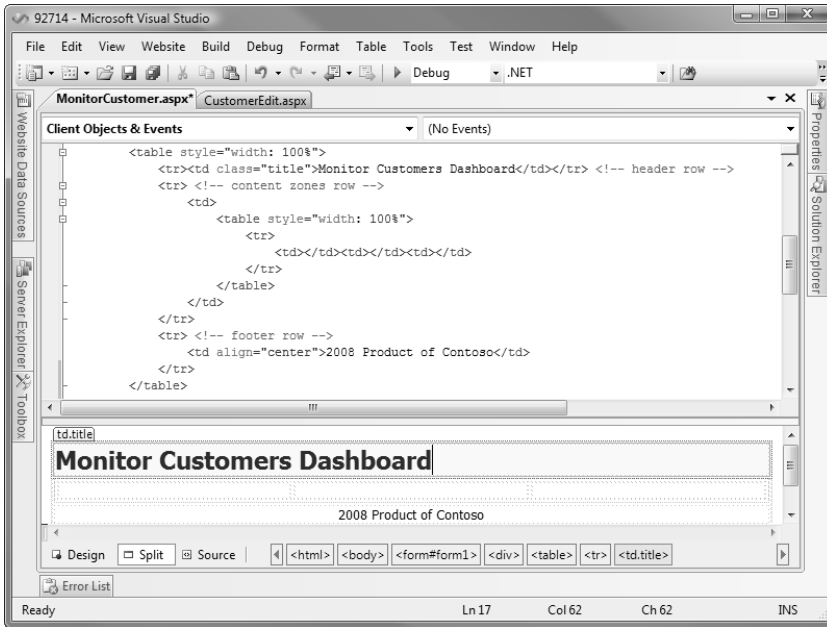 92714 - Microsoft Visual Studio
File Edit View Website Build Debug Format Table Tools Test Window Help
Debug .NET
MonitorCustomer.aspx* CustomerEdit.aspx
Client Objects & Events (No Events)
<table style="width: 100%">
<tr><td class="title">Monitor Customers Dashboard</td></tr> <!-- header row -->
<tr> <!-- content zones row -->
<td>
<table style="width: 100%">
<tr>
<td></td><td></td><td></td>
</tr>
</table>
</td>
</tr>
<tr> <!-- footer row -->
<td align="center">2008 Product of Contoso</td>
</tr>
</table>
Website Data Sources
Server Explorer
Toolbox
Properties
Solution Explorer
td.title
Monitor Customers Dashboard
2008 Product of Contoso
Design Split Source <html> <body> <form#form1> <div> <table> <tr> <td.title>
Error List
Ready Ln 17 Col 62 Ch 62 INS